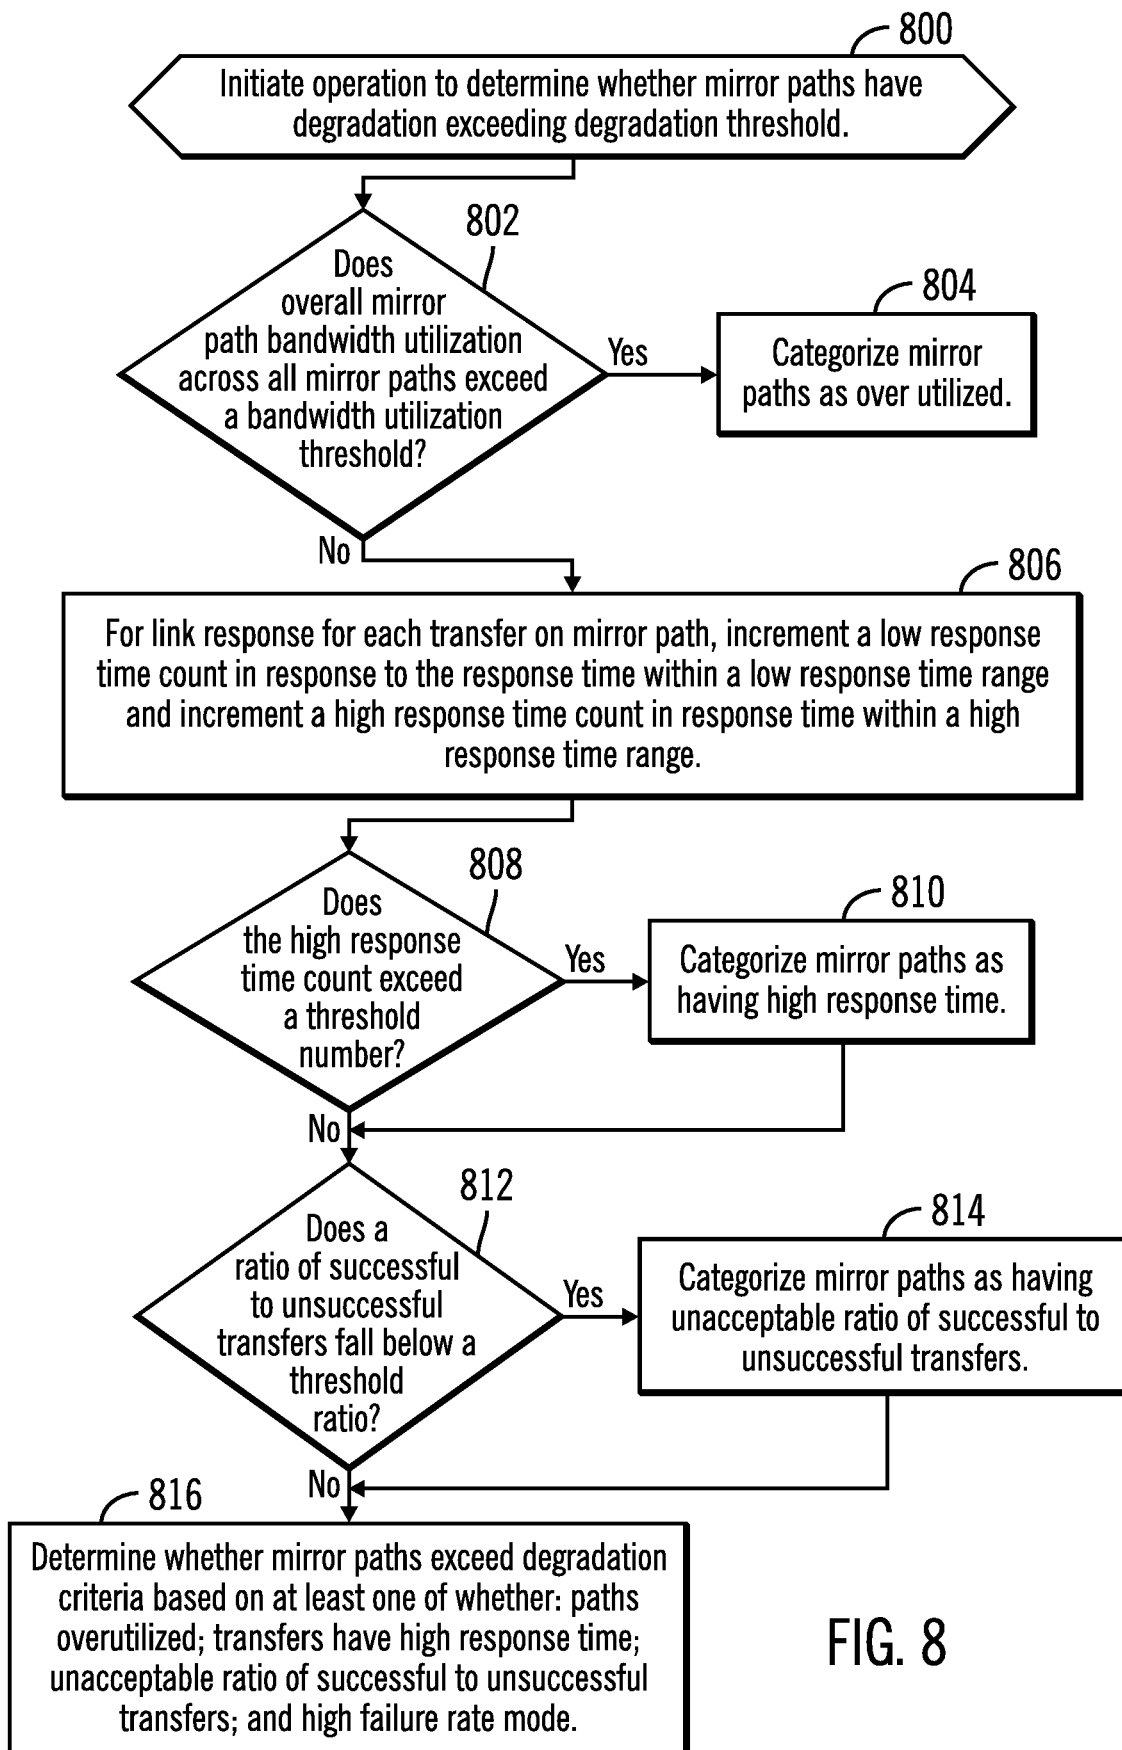 800
Initiate operation to determine whether mirror paths have
degradation exceeding degradation threshold.
802
Does
overall mirror
path bandwidth utilization
across all mirror paths exceed
a bandwidth utilization
threshold?
Yes
804
Categorize mirror
paths as over utilized.
No
806
For link response for each transfer on mirror path, increment a low response
time count in response to the response time within a low response time range
and increment a high response time count in response time within a high
response time range.
808
Does
the high response
time count exceed
a threshold
number?
Yes
810
Categorize mirror paths as
having high response time.
No
812
Does a
ratio of successful
to unsuccessful
transfers fall below a
threshold
ratio?
Yes
814
Categorize mirror paths as having
unacceptable ratio of successful to
unsuccessful transfers.
No
816
Determine whether mirror paths exceed degradation
criteria based on at least one of whether: paths
overutilized; transfers have high response time;
unacceptable ratio of successful to unsuccessful
transfers; and high failure rate mode.
FIG. 8